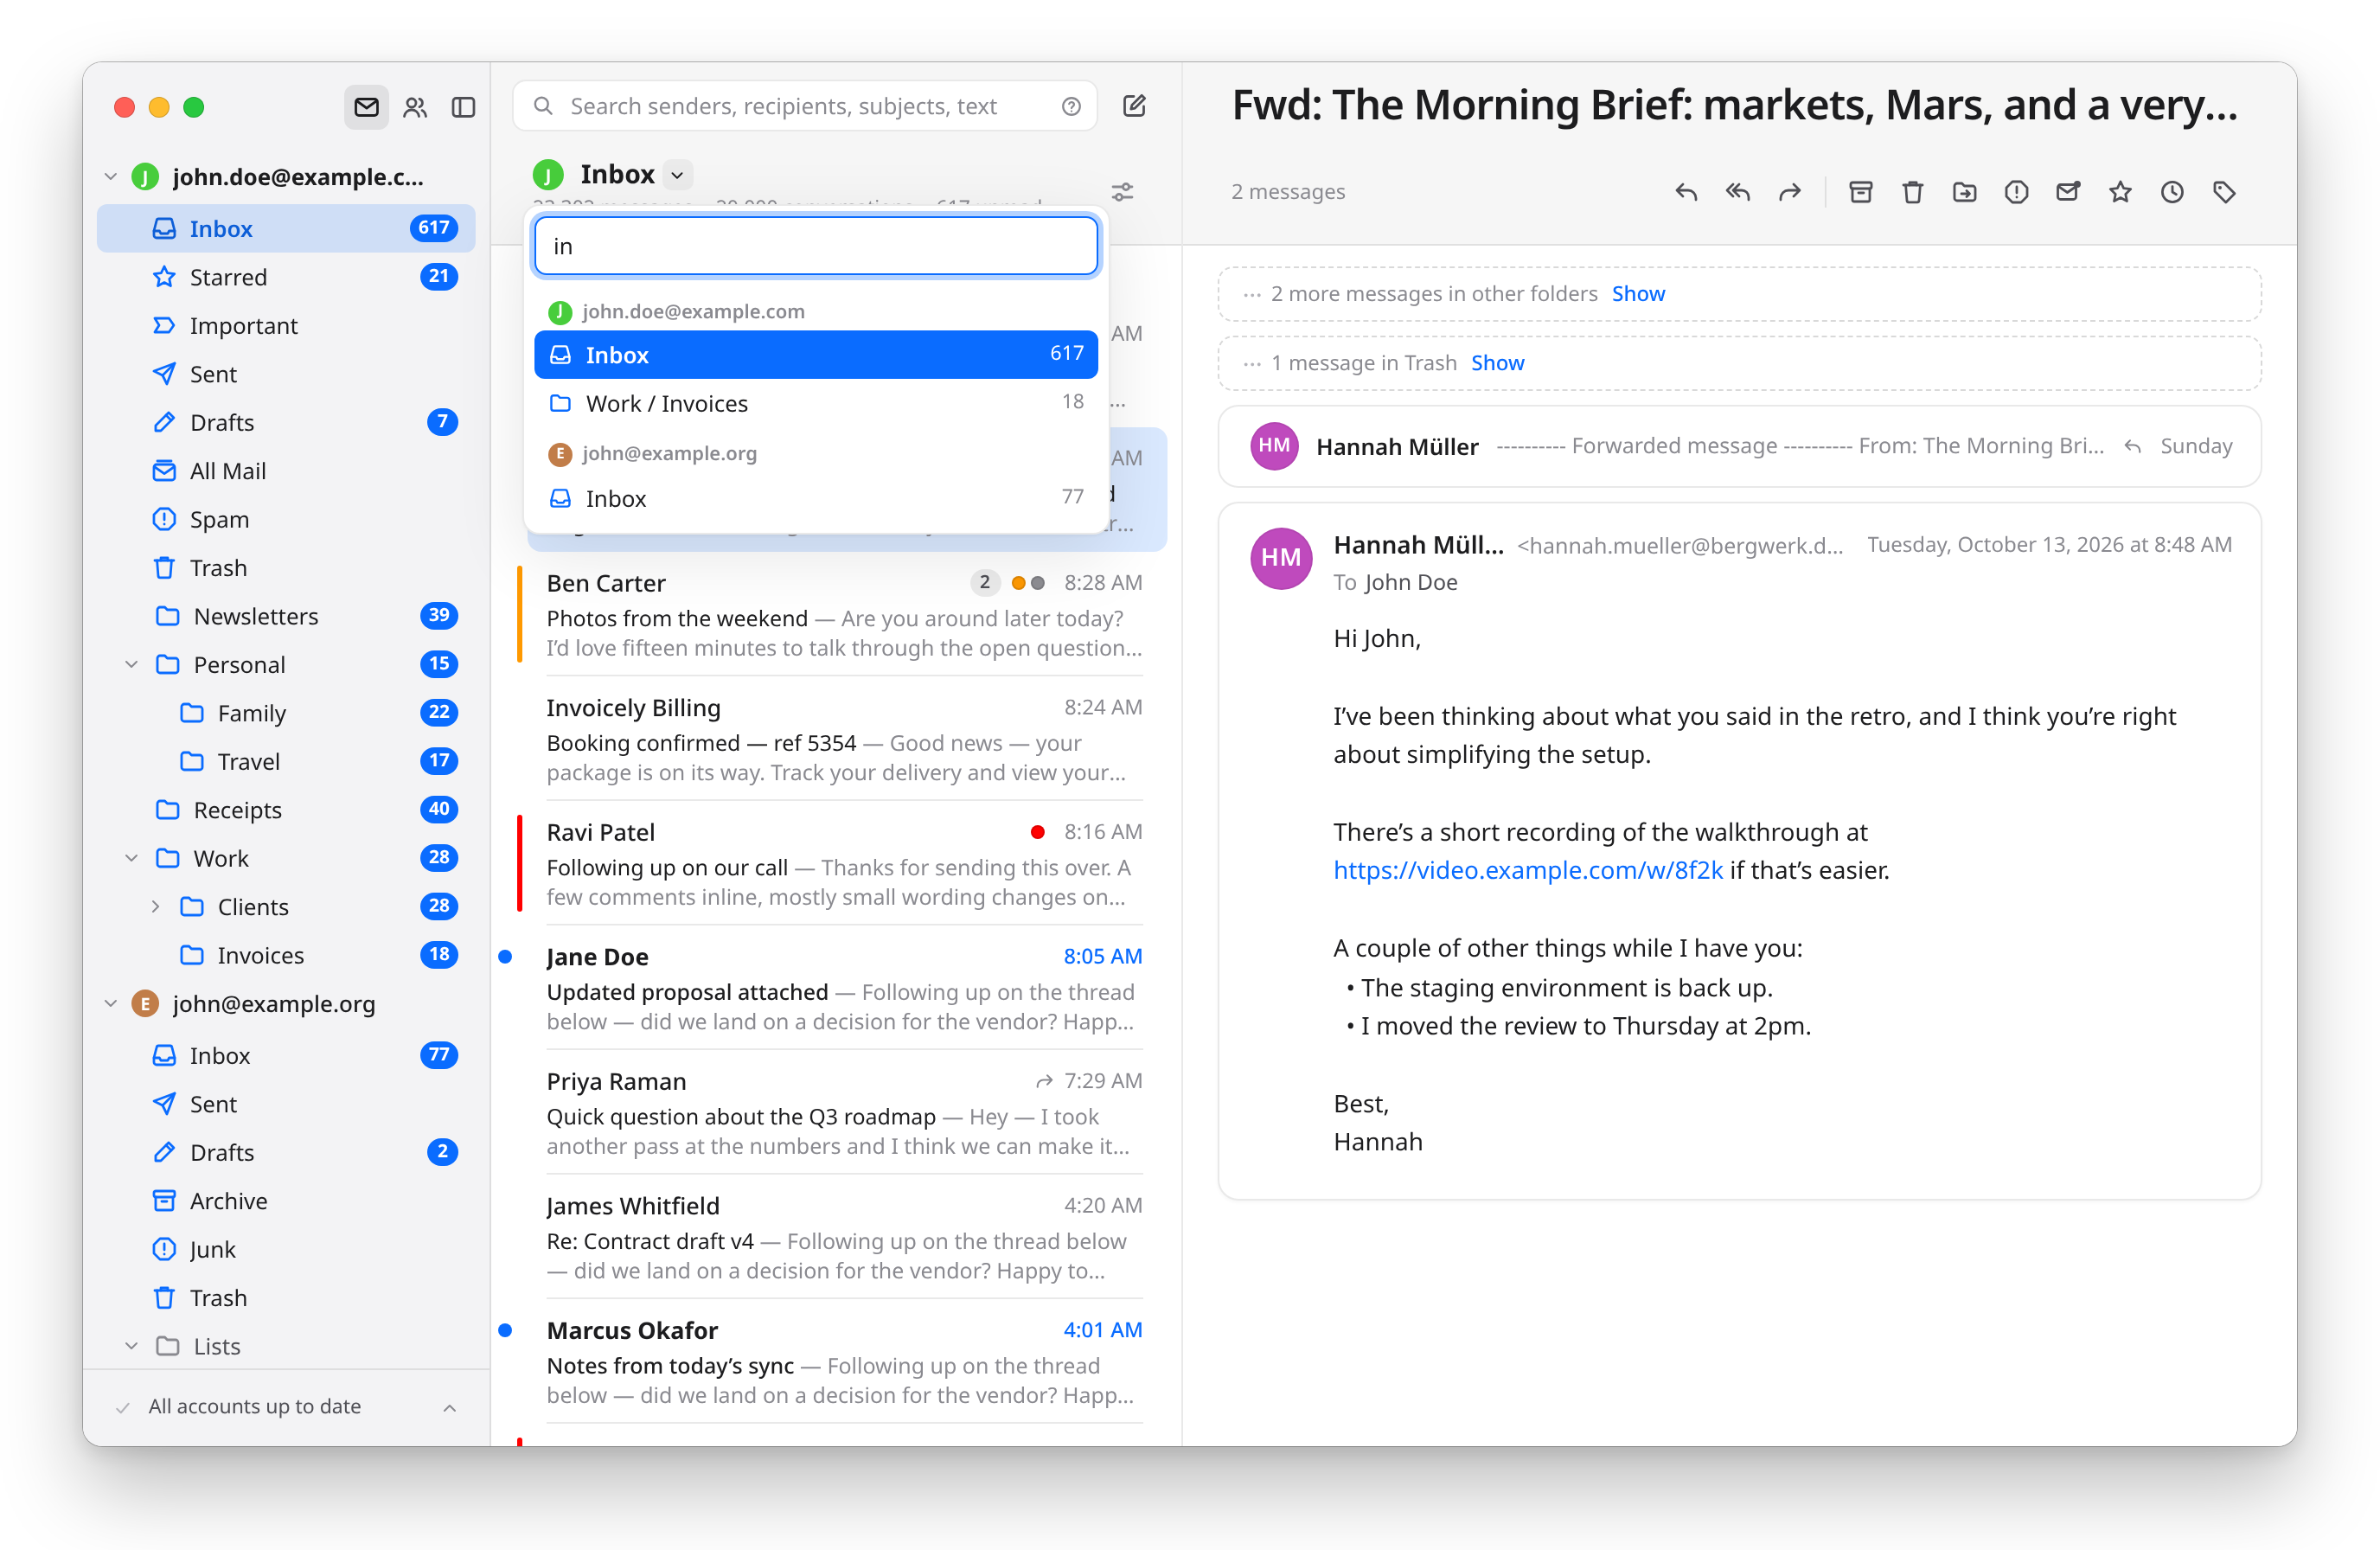 J john.doe@example.c...
Inbox 617
Starred 21
Important
Sent
Drafts 7
All Mail
Spam
Trash
Newsletters 39
Personal 15
Family 22
Travel 17
Receipts 40
Work 28
Clients 28
Invoices 18
E john@example.org
Inbox 77
Sent
Drafts 2
Archive
Junk
Trash
Lists
All accounts up to date
Search senders, recipients, subjects, text
J Inbox
in
J john.doe@example.com
Inbox 617
Work / Invoices 18
E john@example.org
Inbox 77
AM
...
AM
Ben Carter 2 8:28 AM
Photos from the weekend — Are you around later today?
I’d love fifteen minutes to talk through the open question...
Invoicely Billing 8:24 AM
Booking confirmed — ref 5354 — Good news — your
package is on its way. Track your delivery and view your...
Ravi Patel 8:16 AM
Following up on our call — Thanks for sending this over. A
few comments inline, mostly small wording changes on...
Jane Doe 8:05 AM
Updated proposal attached — Following up on the thread
below — did we land on a decision for the vendor? Happ...
Priya Raman 7:29 AM
Quick question about the Q3 roadmap — Hey — I took
another pass at the numbers and I think we can make it...
James Whitfield 4:20 AM
Re: Contract draft v4 — Following up on the thread below
— did we land on a decision for the vendor? Happy to...
Marcus Okafor 4:01 AM
Notes from today’s sync — Following up on the thread
below — did we land on a decision for the vendor? Happ...
Fwd: The Morning Brief: markets, Mars, and a very...
2 messages
... 2 more messages in other folders Show
... 1 message in Trash Show
HM Hannah Müller ---------- Forwarded message ---------- From: The Morning Bri... Sunday
HM Hannah Müll... <hannah.mueller@bergwerk.d... Tuesday, October 13, 2026 at 8:48 AM
To John Doe
Hi John,
I’ve been thinking about what you said in the retro, and I think you’re right
about simplifying the setup.
There’s a short recording of the walkthrough at
https://video.example.com/w/8f2k if that’s easier.
A couple of other things while I have you:
• The staging environment is back up.
• I moved the review to Thursday at 2pm.
Best,
Hannah